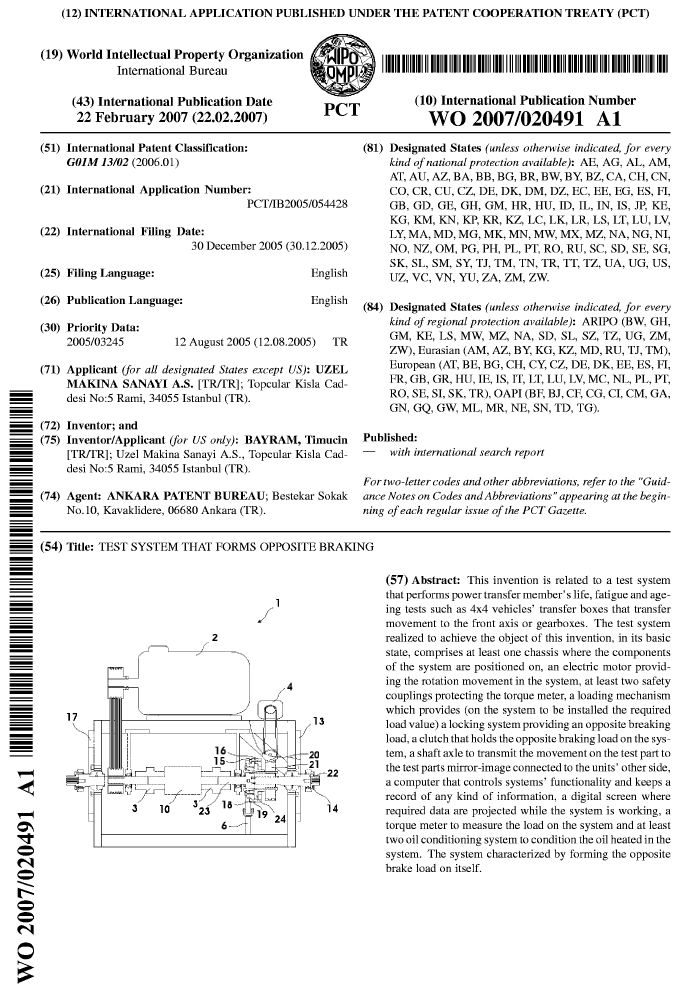 (12) INTERNATIONAL APPLICATION PUBLISHED UNDER THE PATENT COOPERATION TREATY (PCT)
(19) World Intellectual Property Organization
International Bureau
WIPO
OMPI
PCT
(43) International Publication Date
22 February 2007 (22.02.2007)
(10) International Publication Number
WO 2007/020491 A1
(51) International Patent Classification:
G01M 13/02 (2006.01)
(21) International Application Number:
PCT/IB2005/054428
(22) International Filing Date:
30 December 2005 (30.12.2005)
(25) Filing Language: English
(26) Publication Language: English
(30) Priority Data:
2005/03245 12 August 2005 (12.08.2005) TR
(71) Applicant (for all designated States except US): UZEL
MAKINA SANAYI A.S. [TR/TR]; Topcular Kisla Cad-
desi No:5 Rami, 34055 Istanbul (TR).
(72) Inventor; and
(75) Inventor/Applicant (for US only): BAYRAM, Timucin
[TR/TR]; Uzel Makina Sanayi A.S., Topcular Kisla Cad-
desi No:5 Rami, 34055 Istanbul (TR).
(74) Agent: ANKARA PATENT BUREAU; Bestekar Sokak
No.10, Kavaklidere, 06680 Ankara (TR).
(81) Designated States (unless otherwise indicated, for every
kind of national protection available): AE, AG, AL, AM,
AT, AU, AZ, BA, BB, BG, BR, BW, BY, BZ, CA, CH, CN,
CO, CR, CU, CZ, DE, DK, DM, DZ, EC, EE, EG, ES, FI,
GB, GD, GE, GH, GM, HR, HU, ID, IL, IN, IS, JP, KE,
KG, KM, KN, KP, KR, KZ, LC, LK, LR, LS, LT, LU, LV,
LY, MA, MD, MG, MK, MN, MW, MX, MZ, NA, NG, NI,
NO, NZ, OM, PG, PH, PL, PT, RO, RU, SC, SD, SE, SG,
SK, SL, SM, SY, TJ, TM, TN, TR, TT, TZ, UA, UG, US,
UZ, VC, VN, YU, ZA, ZM, ZW.
(84) Designated States (unless otherwise indicated, for every
kind of regional protection available): ARIPO (BW, GH,
GM, KE, LS, MW, MZ, NA, SD, SL, SZ, TZ, UG, ZM,
ZW), Eurasian (AM, AZ, BY, KG, KZ, MD, RU, TJ, TM),
European (AT, BE, BG, CH, CY, CZ, DE, DK, EE, ES, FI,
FR, GB, GR, HU, IE, IS, IT, LT, LU, LV, MC, NL, PL, PT,
RO, SE, SI, SK, TR), OAPI (BF, BJ, CF, CG, CI, CM, GA,
GN, GQ, GW, ML, MR, NE, SN, TD, TG).
Published:
— with international search report
For two-letter codes and other abbreviations, refer to the "Guid-
ance Notes on Codes and Abbreviations" appearing at the begin-
ning of each regular issue of the PCT Gazette.
(54) Title: TEST SYSTEM THAT FORMS OPPOSITE BRAKING
(57) Abstract: This invention is related to a test system
that performs power transfer member's life, fatigue and age-
ing tests such as 4x4 vehicles' transfer boxes that transfer
movement to the front axis or gearboxes. The test system
realized to achieve the object of this invention, in its basic
state, comprises at least one chassis where the components
of the system are positioned on, an electric motor provid-
ing the rotation movement in the system, at least two safety
couplings protecting the torque meter, a loading mechanism
which provides (on the system to be installed the required
load value) a locking system providing an opposite breaking
load, a clutch that holds the opposite braking load on the sys-
tem, a shaft axle to transmit the movement on the test part to
the test parts mirror-image connected to the units' other side,
a computer that controls systems' functionality and keeps a
record of any kind of information, a digital screen where
required data are projected while the system is working, a
torque meter to measure the load on the system and at least
two oil conditioning system to condition the oil heated in the
system. The system characterized by forming the opposite
brake load on itself.
1
2
4
17
13
16
15
20
21
22
3
10
3
23
18
19
24
6
14
WO 2007/020491 A1